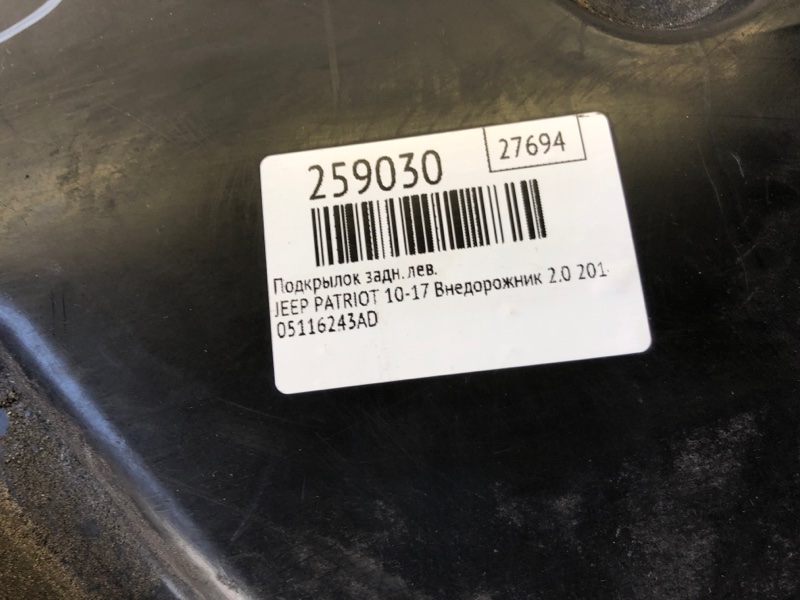 259030
27694
Подкрылок задн. лев.
JEEP PATRIOT 10-17 Внедорожник 2.0 201
05116243AD